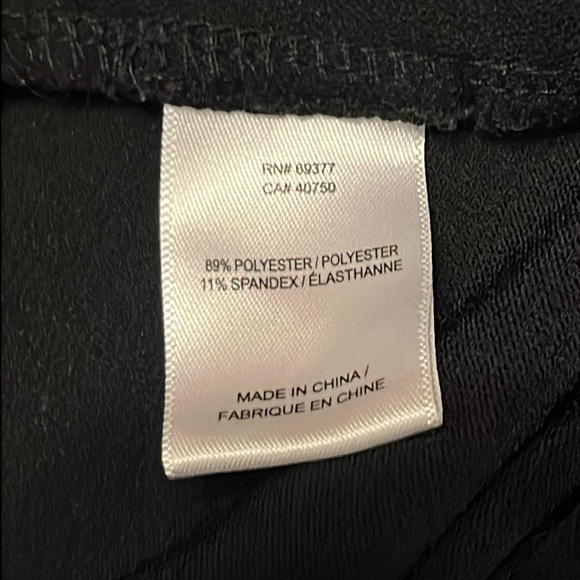 RN# 69377
CA# 40750
89% POLYESTER / POLYESTER
11% SPANDEX / ÉLASTHANNE
MADE IN CHINA /
FABRIQUE EN CHINE